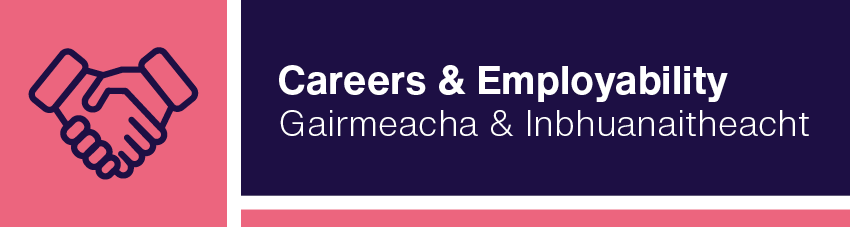 Careers & Employability
Gairmeacha & Inbhuanaitheacht